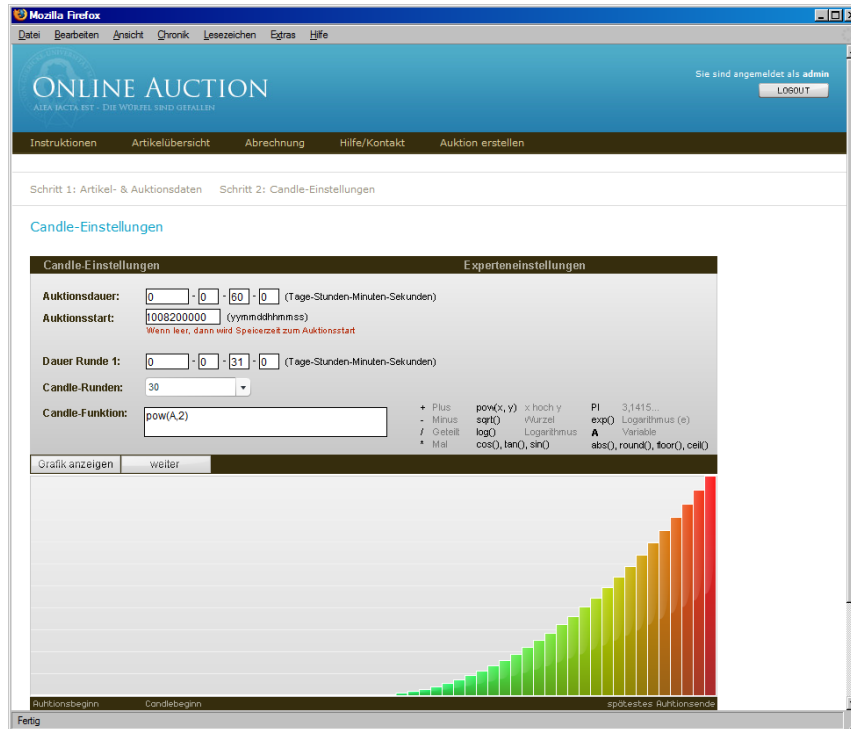 Mozilla Firefox
Datei Bearbeiten Ansicht Chronik Lesezeichen Extras Hilfe
ONLINE AUCTION
ALEA IACTA EST - DIE WÜRFEL SIND GEFALLEN
Sie sind angemeldet als admin
LOGOUT
Instruktionen Artikelübersicht Abrechnung Hilfe/Kontakt Auktion erstellen
Schritt 1: Artikel- & Auktionsdaten Schritt 2: Candle-Einstellungen
Candle-Einstellungen
Candle-Einstellungen Experteneinstellungen
Auktionsdauer: 0 - 0 - 60 - 0 (Tage-Stunden-Minuten-Sekunden)
Auktionsstart: 1008200000 (yymmddhhmmss)
Wenn leer, dann wird Speicerzeit zum Auktionsstart
Dauer Runde 1: 0 - 0 - 31 - 0 (Tage-Stunden-Minuten-Sekunden)
Candle-Runden: 30
Candle-Funktion: pow(A,2)
+ Plus pow(x, y) x hoch y PI 3,1415...
- Minus sqrt() Wurzel exp() Logarithmus (e)
/ Geteilt log() Logarithmus A Variable
* Mal cos(), tan(), sin() abs(), round(), floor(), ceil()
Grafik anzeigen weiter
Auhtionsbeginn Candlebeginn spätestes Auhtionsende
Fertig